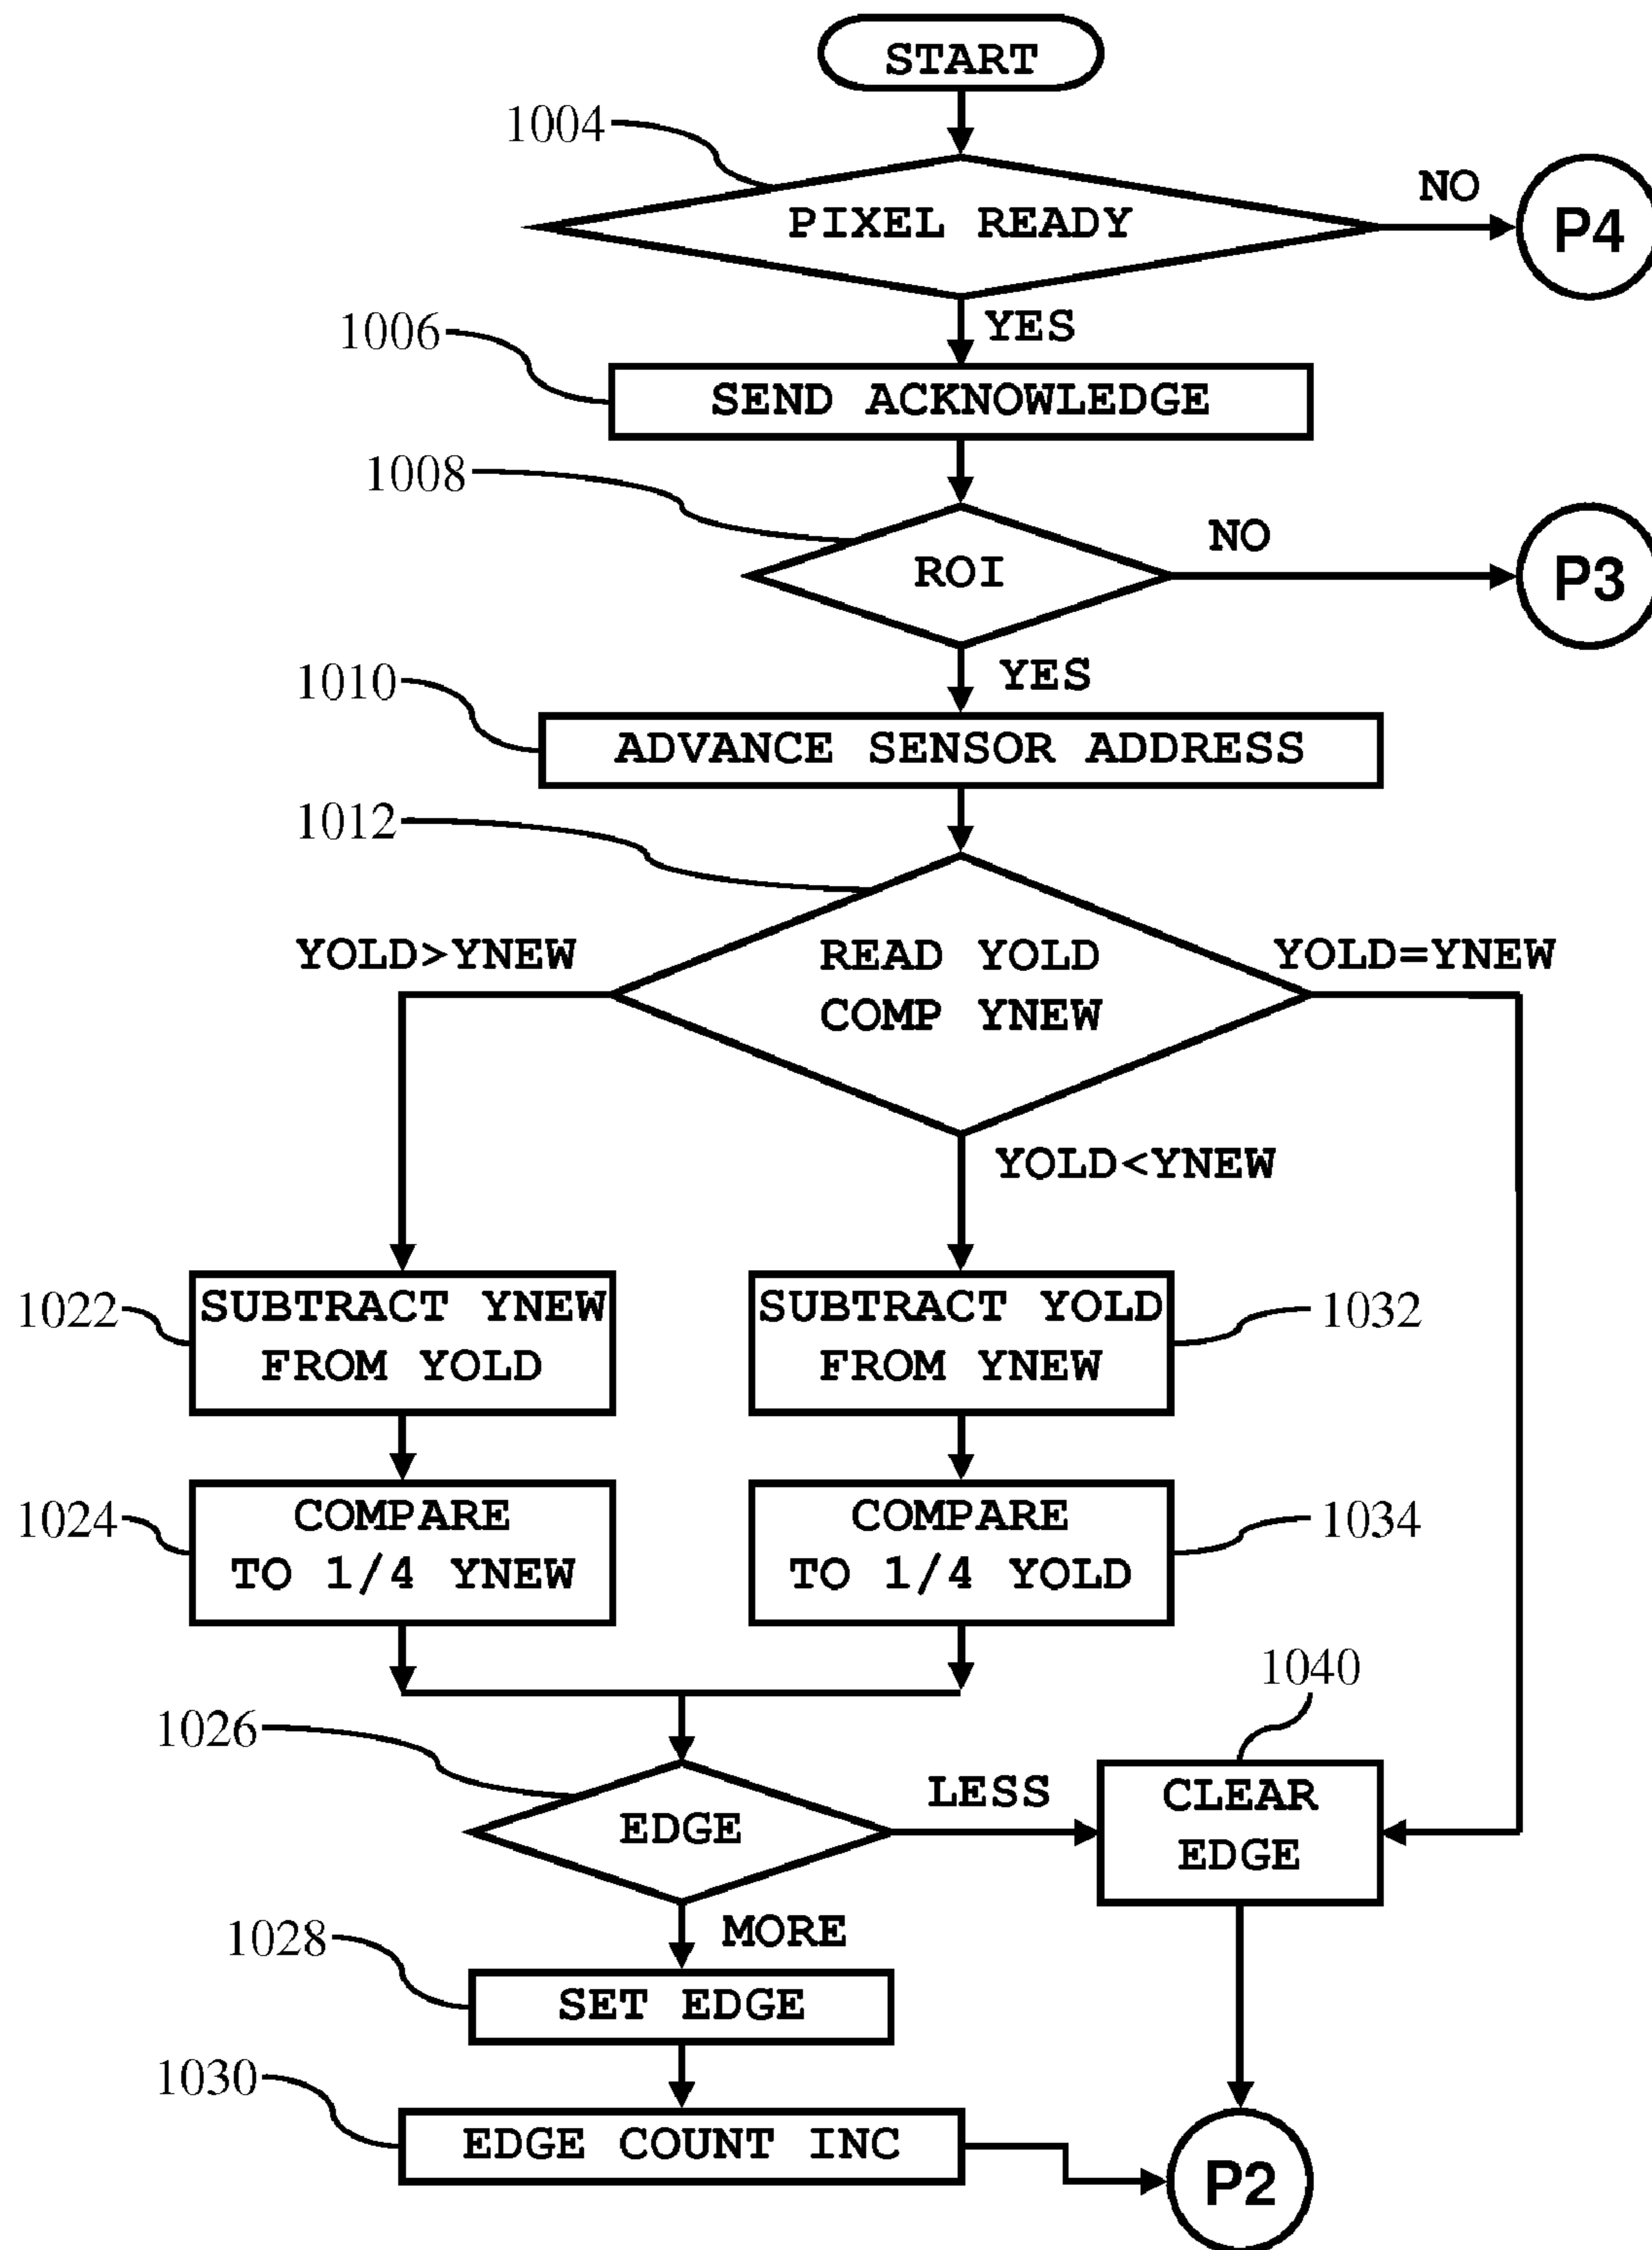 START
1004
PIXEL READY
NO
P4
YES
1006
SEND ACKNOWLEDGE
1008
ROI
NO
P3
YES
1010
ADVANCE SENSOR ADDRESS
1012
YOLD>YNEW
READ YOLD
COMP YNEW
YOLD=YNEW
YOLD<YNEW
1022
SUBTRACT YNEW
FROM YOLD
SUBTRACT YOLD
FROM YNEW
1032
1024
COMPARE
TO 1/4 YNEW
COMPARE
TO 1/4 YOLD
1034
1026
EDGE
LESS
1040
CLEAR
EDGE
MORE
1028
SET EDGE
1030
EDGE COUNT INC
P2